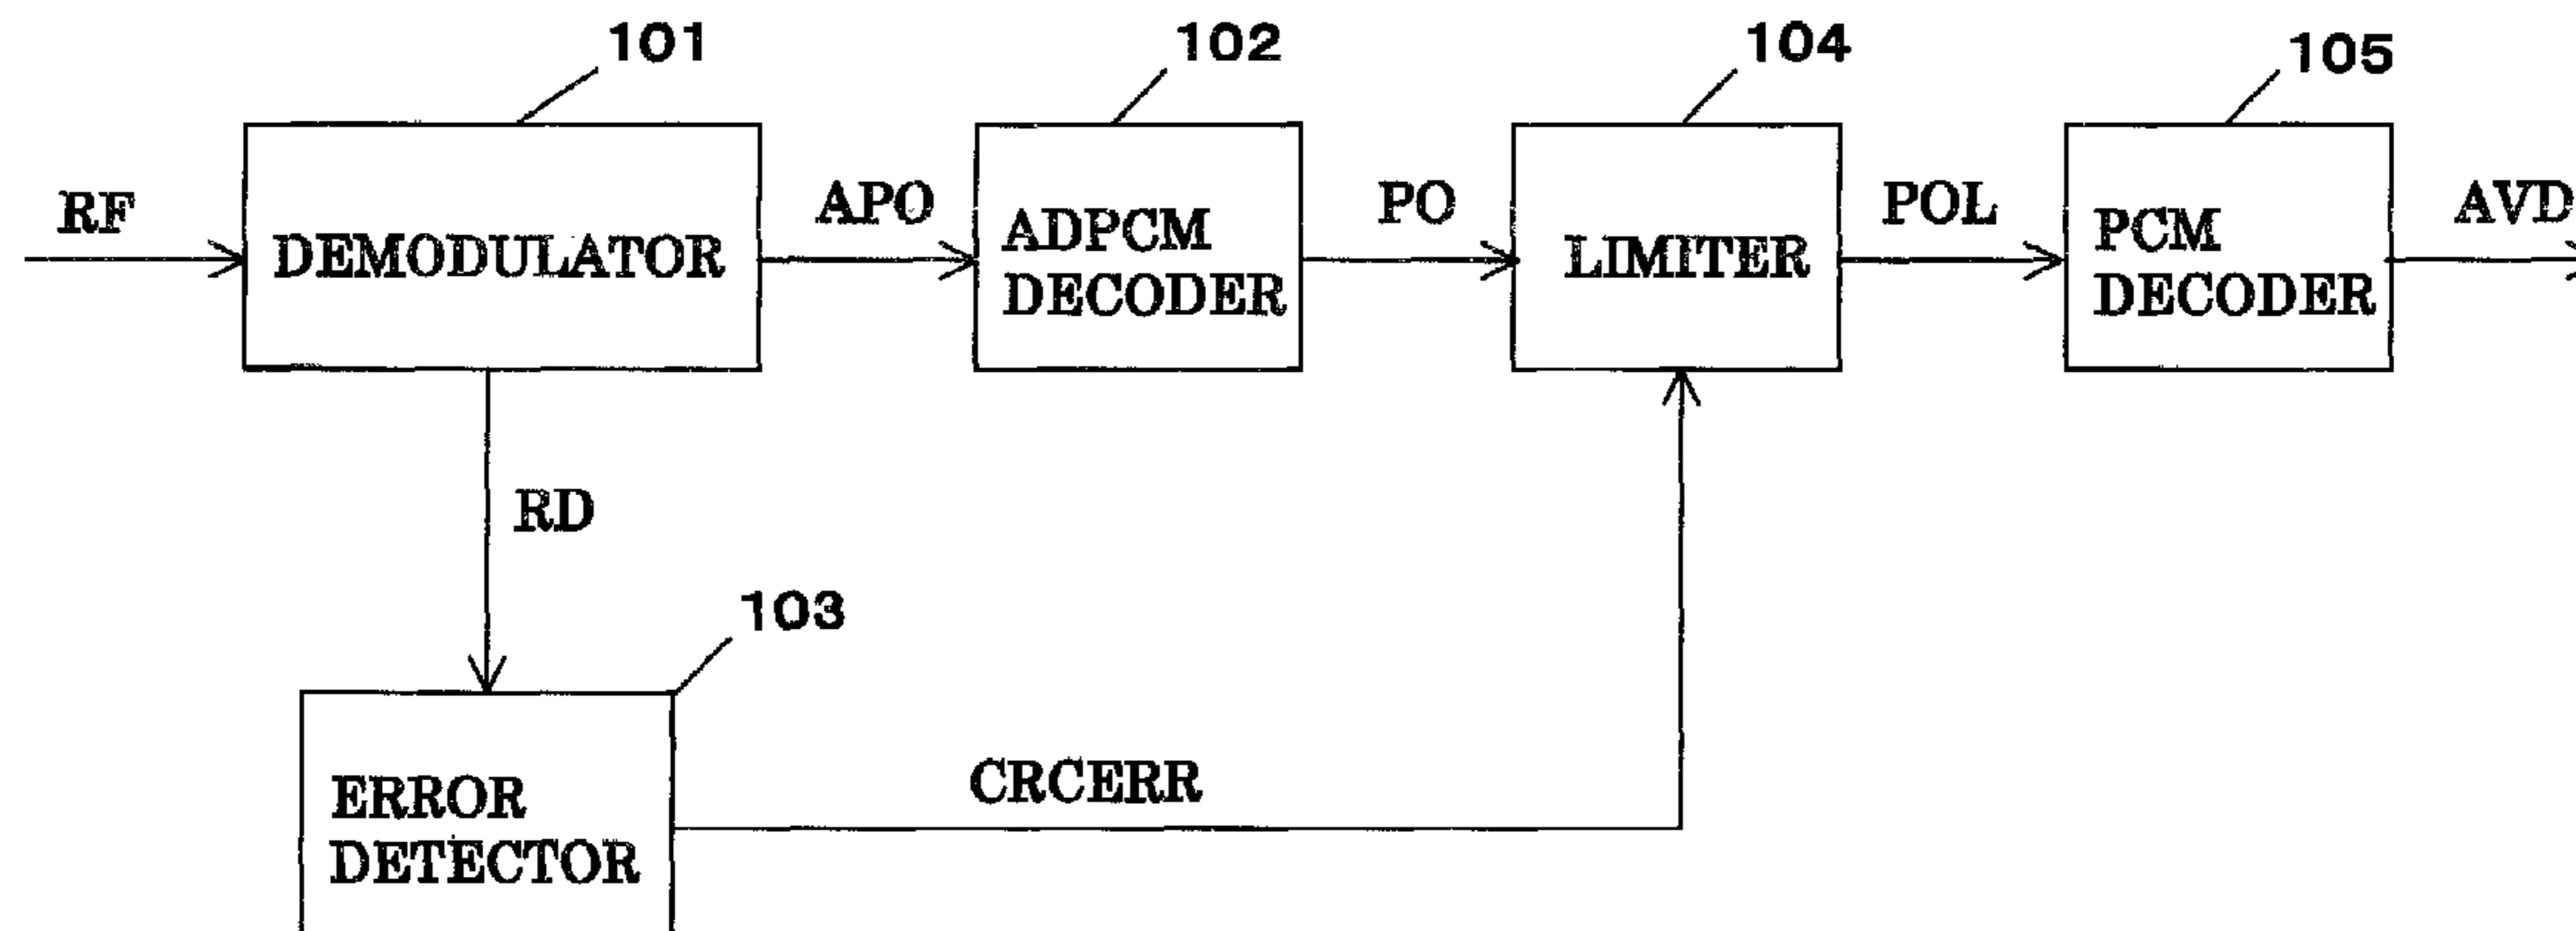 101
102
104
105
RF
DEMODULATOR
APO
ADPCM
DECODER
PO
LIMITER
POL
PCM
DECODER
AVD
RD
103
ERROR
DETECTOR
CRCERR